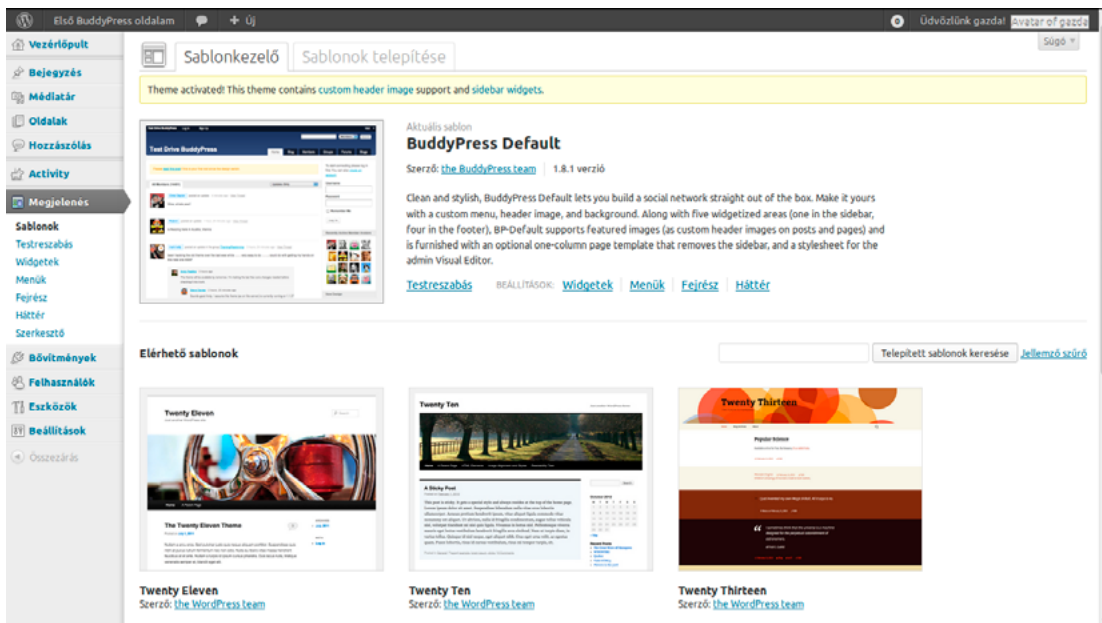 Első BuddyPress oldalam + Új
0 Üdvözlünk gazda! Avatar of gazda
Súgó
Vezérlőpult
Bejegyzés
Médiatár
Oldalak
Hozzászólás
Activity
Megjelenés
Sablonok
Testreszabás
Widgetek
Menük
Fejrész
Háttér
Szerkesztő
Bővítmények
Felhasználók
Eszközök
Beállítások
Összezárás
Sablonkezelő Sablonok telepítése
Theme activated! This theme contains custom header image support and sidebar widgets.
Test Drive BuddyPress
Aktuális sablon
BuddyPress Default
Szerző: the BuddyPress team 1.8.1 verzió
Clean and stylish, BuddyPress Default lets you build a social network straight out of the box. Make it yours
with a custom menu, header image, and background. Along with five widgetized areas (one in the sidebar,
four in the footer), BP-Default supports featured images (as custom header images on posts and pages) and
is furnished with an optional one-column page template that removes the sidebar, and a stylesheet for the
admin Visual Editor.
Testreszabás BEÁLLÍTÁSOK: Widgetek Menük Fejrész Háttér
Elérhető sablonok
Telepített sablonok keresése Jellemző szűrő
Twenty Eleven
The Twenty Eleven Theme
Twenty Ten
A Sticky Post
Twenty Thirteen
Popular Science
Twenty Eleven
Szerző: the WordPress team
Twenty Ten
Szerző: the WordPress team
Twenty Thirteen
Szerző: the WordPress team